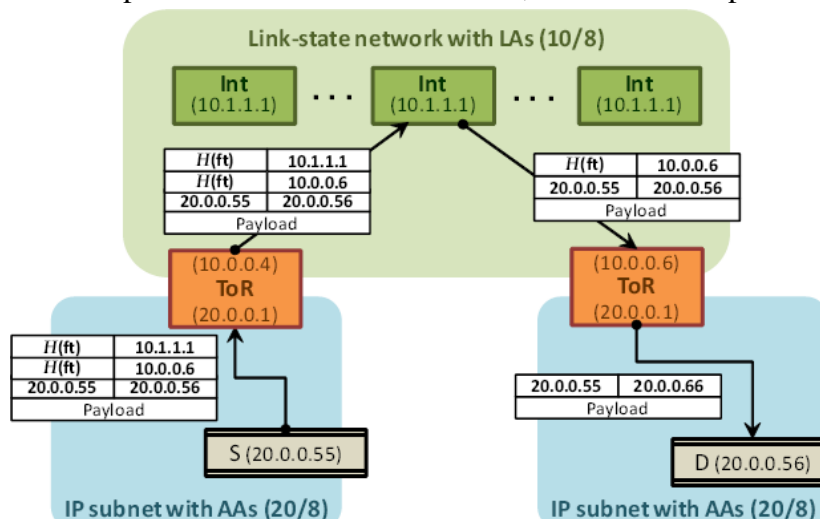 Link-state network with LAs (10/8)
Int
(10.1.1.1)
. . .
Int
(10.1.1.1)
. . .
Int
(10.1.1.1)
H(ft) 10.1.1.1
H(ft) 10.0.0.6
20.0.0.55 20.0.0.56
Payload
H(ft) 10.0.0.6
20.0.0.55 20.0.0.56
Payload
(10.0.0.4)
ToR
(20.0.0.1)
(10.0.0.6)
ToR
(20.0.0.1)
H(ft) 10.1.1.1
H(ft) 10.0.0.6
20.0.0.55 20.0.0.56
Payload
20.0.0.55 20.0.0.66
Payload
S (20.0.0.55)
D (20.0.0.56)
IP subnet with AAs (20/8)
IP subnet with AAs (20/8)